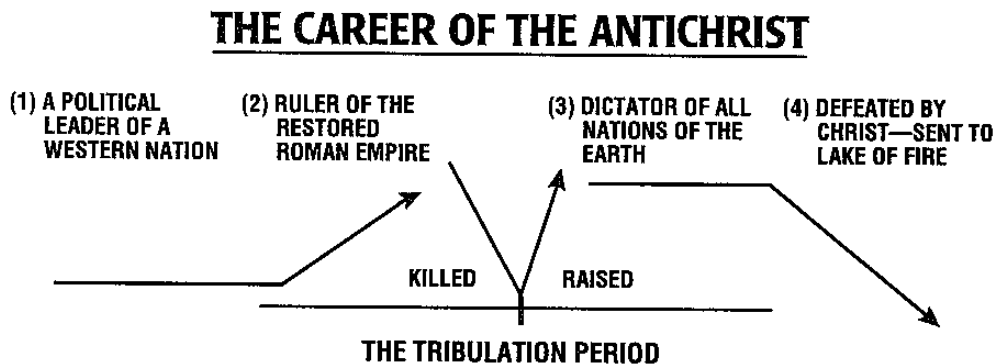 THE CAREER OF THE ANTICHRIST
(1) A POLITICAL
LEADER OF A
WESTERN NATION
(2) RULER OF THE
RESTORED
ROMAN EMPIRE
(3) DICTATOR OF ALL
NATIONS OF THE
EARTH
(4) DEFEATED BY
CHRIST—SENT TO
LAKE OF FIRE
KILLED
RAISED
THE TRIBULATION PERIOD